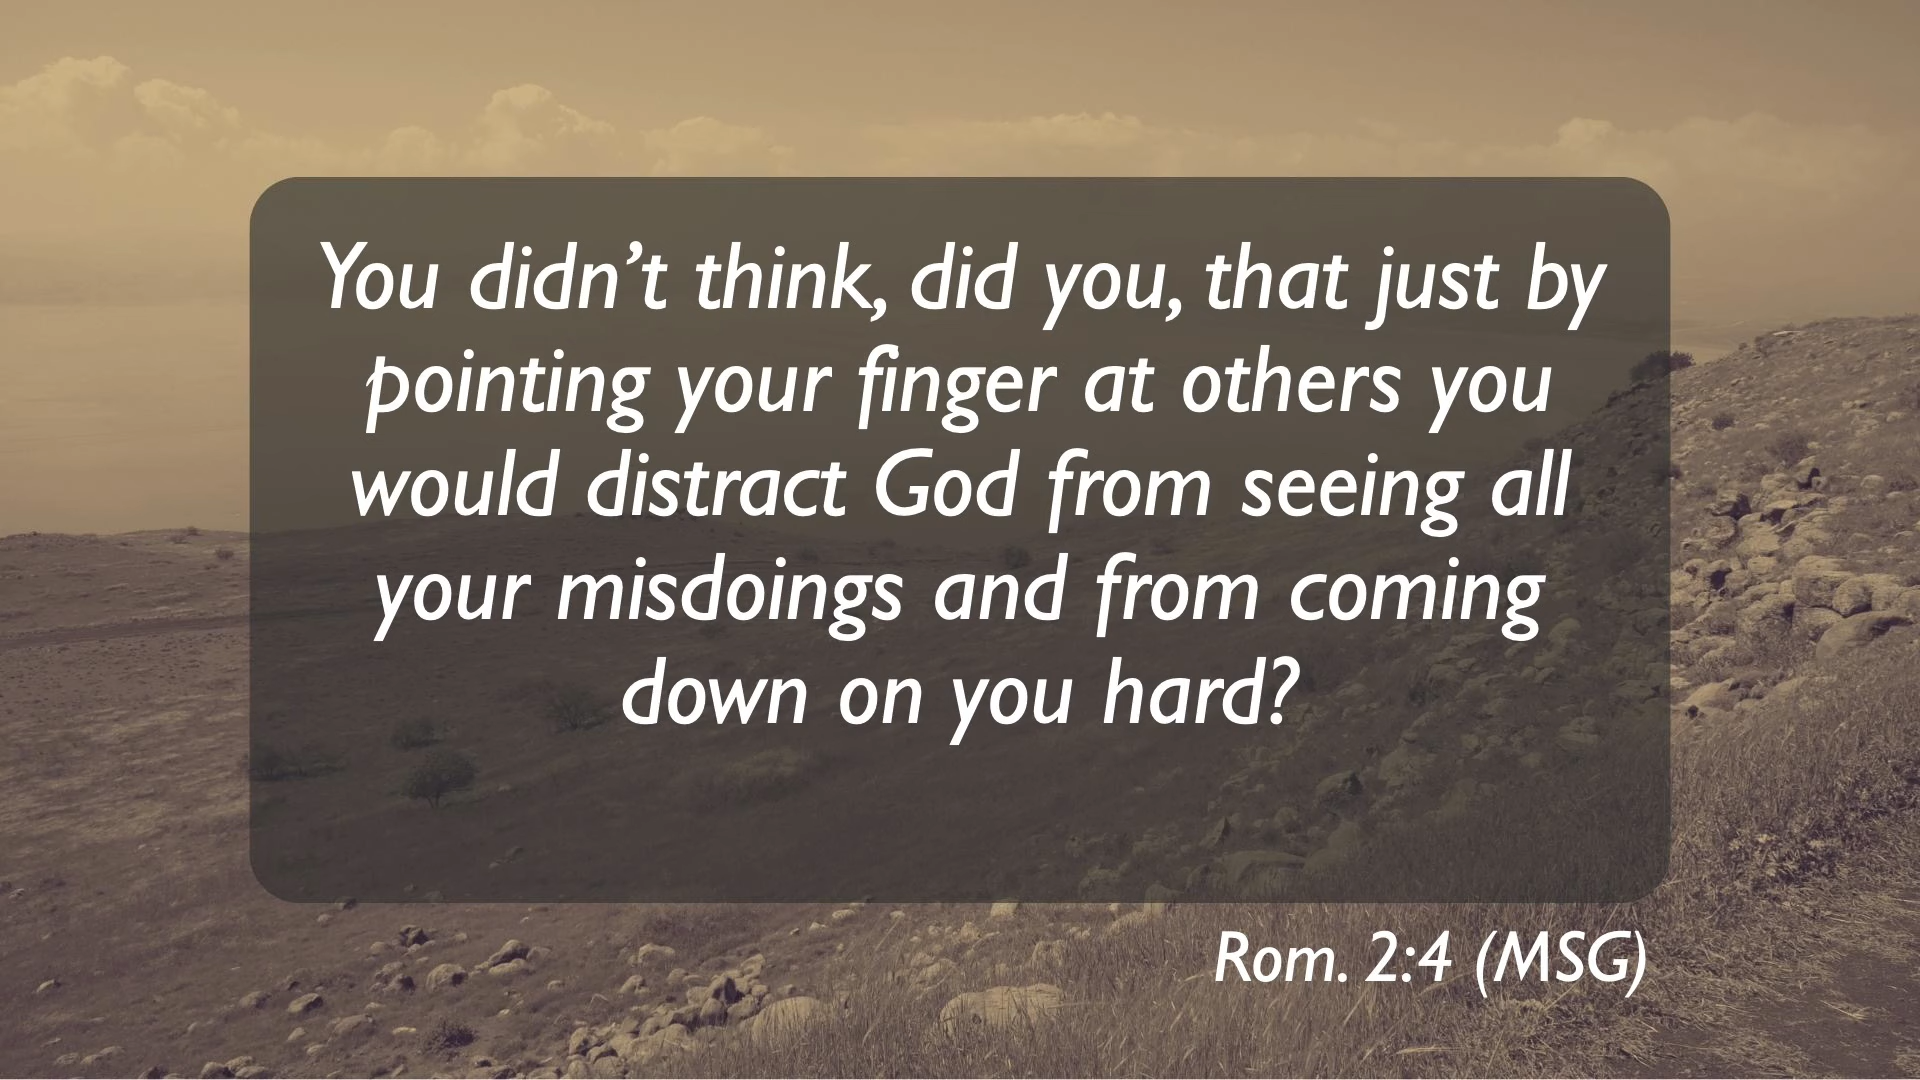 You didn’t think, did you, that just by
pointing your finger at others you
would distract God from seeing all
your misdoings and from coming
down on you hard?
Rom. 2:4 (MSG)